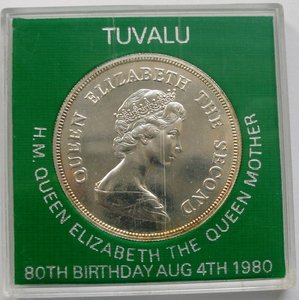 TUVALU
QUEEN ELIZABETH THE SECOND
H.M. QUEEN ELIZABETH THE QUEEN MOTHER
80TH BIRTHDAY AUG 4TH 1980